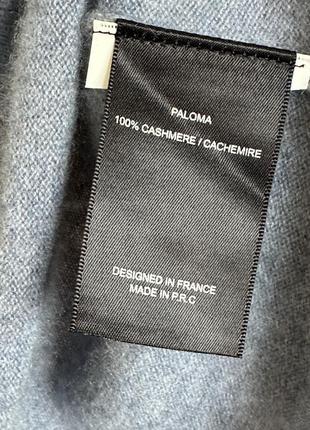 PALOMA
100% CASHMERE / CACHEMIRE
DESIGNED IN FRANCE
MADE IN P.R.C